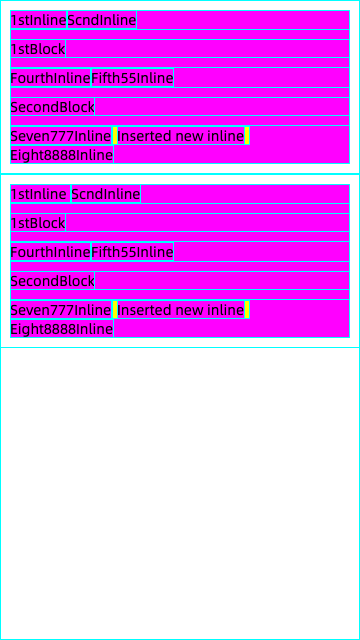 1stInlineScndInline
1stBlock
FourthInlineFifth55Inline
SecondBlock
Seven777Inline Inserted new inline
Eight8888Inline
1stInline ScndInline
1stBlock
FourthInlineFifth55Inline
SecondBlock
Seven777Inline Inserted new inline
Eight8888Inline